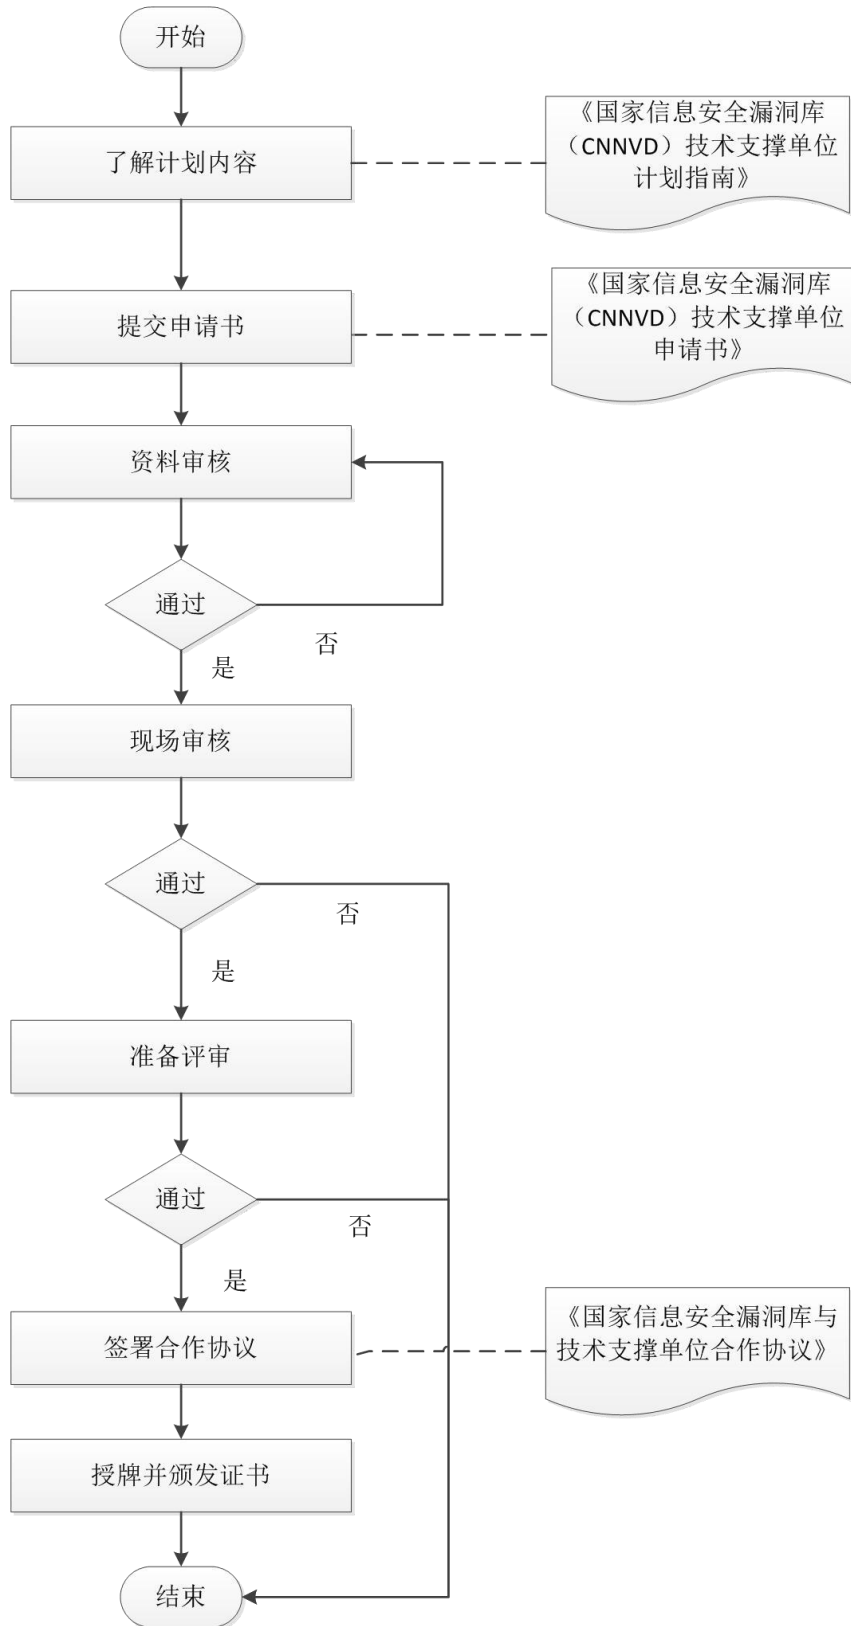 开始
了解计划内容
《国家信息安全漏洞库
（CNNVD）技术支撑单位
计划指南》
提交申请书
《国家信息安全漏洞库
（CNNVD）技术支撑单位
申请书》
资料审核
通过
否
是
现场审核
通过
否
是
准备评审
通过
否
是
签署合作协议
《国家信息安全漏洞库与
技术支撑单位合作协议》
授牌并颁发证书
结束